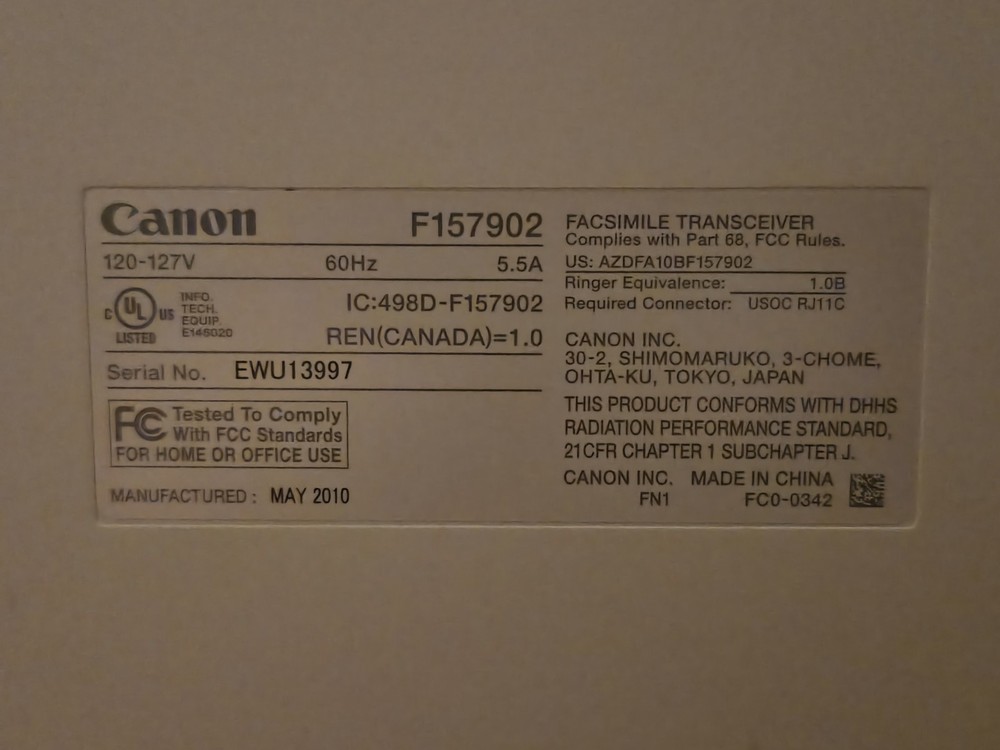 Canon F157902
120-127V 60Hz 5.5A
C UL US LISTED
INFO.
TECH.
EQUIP.
E146020
IC:498D-F157902
REN(CANADA)=1.0
Serial No. EWU13997
FC Tested To Comply
With FCC Standards
FOR HOME OR OFFICE USE
MANUFACTURED : MAY 2010
FACSIMILE TRANSCEIVER
Complies with Part 68, FCC Rules.
US: AZDFA10BF157902
Ringer Equivalence: 1.0B
Required Connector: USOC RJ11C
CANON INC.
30-2, SHIMOMARUKO, 3-CHOME,
OHTA-KU, TOKYO, JAPAN
THIS PRODUCT CONFORMS WITH DHHS
RADIATION PERFORMANCE STANDARD,
21CFR CHAPTER 1 SUBCHAPTER J.
CANON INC. MADE IN CHINA
FN1 FC0-0342